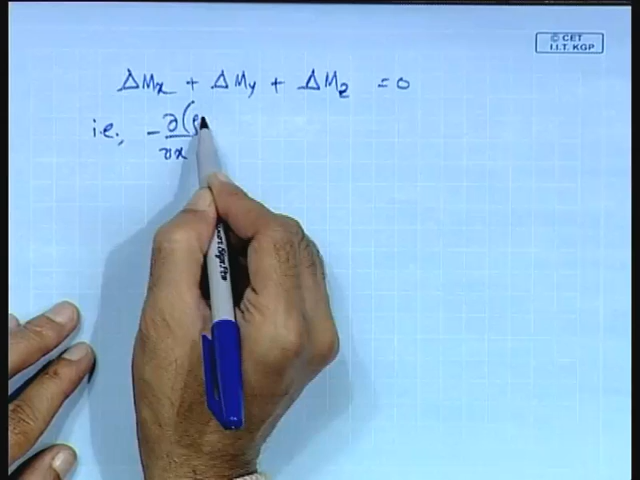 © CET
I.I.T. KGP
ΔMx + ΔMy + ΔMz = 0
i.e., - ∂(ρ
∂x